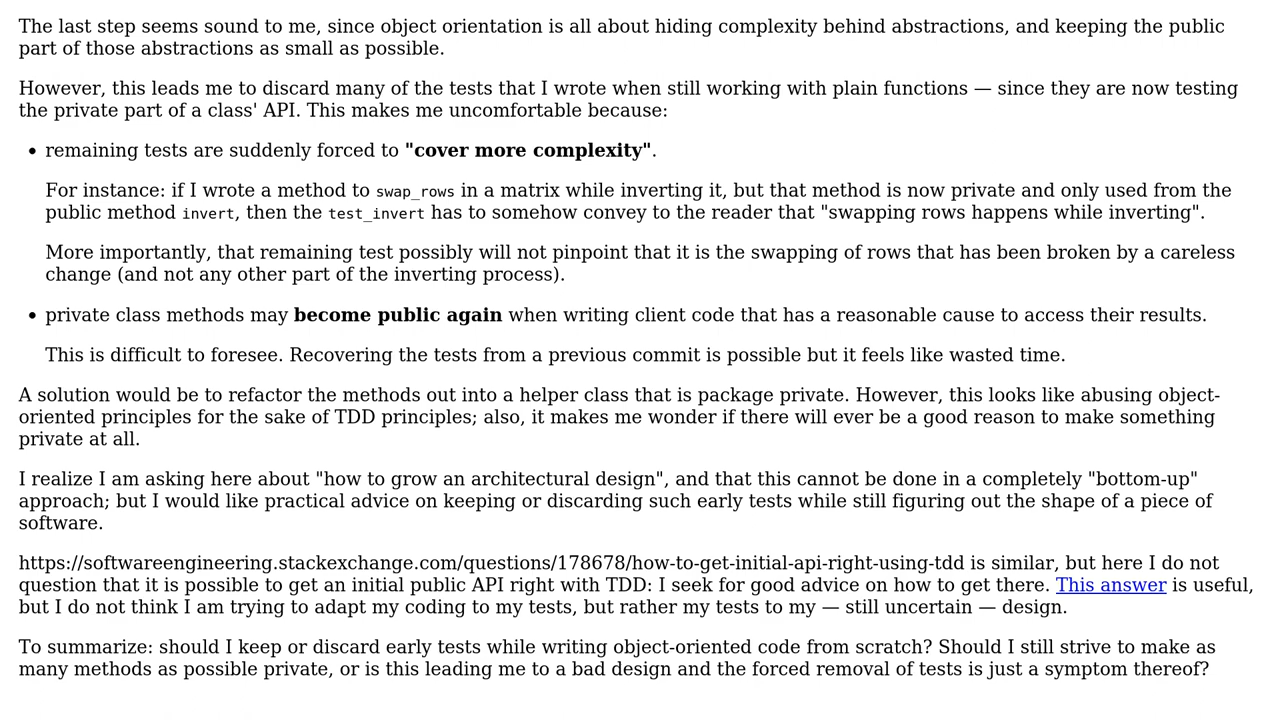 The last step seems sound to me, since object orientation is all about hiding complexity behind abstractions, and keeping the public
part of those abstractions as small as possible.
However, this leads me to discard many of the tests that I wrote when still working with plain functions — since they are now testing
the private part of a class' API. This makes me uncomfortable because:
• remaining tests are suddenly forced to "cover more complexity".
For instance: if I wrote a method to swap_rows in a matrix while inverting it, but that method is now private and only used from the
public method invert, then the test_invert has to somehow convey to the reader that "swapping rows happens while inverting".
More importantly, that remaining test possibly will not pinpoint that it is the swapping of rows that has been broken by a careless
change (and not any other part of the inverting process).
• private class methods may become public again when writing client code that has a reasonable cause to access their results.
This is difficult to foresee. Recovering the tests from a previous commit is possible but it feels like wasted time.
A solution would be to refactor the methods out into a helper class that is package private. However, this looks like abusing object-
oriented principles for the sake of TDD principles; also, it makes me wonder if there will ever be a good reason to make something
private at all.
I realize I am asking here about "how to grow an architectural design", and that this cannot be done in a completely "bottom-up"
approach; but I would like practical advice on keeping or discarding such early tests while still figuring out the shape of a piece of
software.
https://softwareengineering.stackexchange.com/questions/178678/how-to-get-initial-api-right-using-tdd is similar, but here I do not
question that it is possible to get an initial public API right with TDD: I seek for good advice on how to get there. This answer is useful,
but I do not think I am trying to adapt my coding to my tests, but rather my tests to my — still uncertain — design.
To summarize: should I keep or discard early tests while writing object-oriented code from scratch? Should I still strive to make as
many methods as possible private, or is this leading me to a bad design and the forced removal of tests is just a symptom thereof?